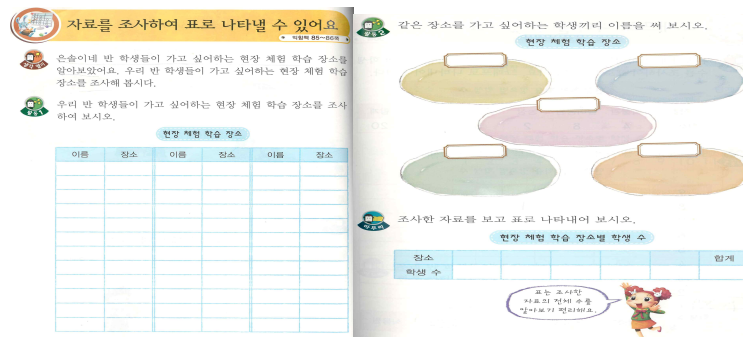 자료를 조사하여 표로 나타낼 수 있어요
익힘책 85~86쪽
은솔이네 반 학생들이 가고 싶어하는 현장 체험 학습 장소를
알아보았어요. 우리 반 학생들이 가고 싶어하는 현장 체험 학습
장소를 조사해 봅시다.
우리 반 학생들이 가고 싶어하는 현장 체험 학습 장소를 조사
하여 보시오.
현장 체험 학습 장소
이름 장소 이름 장소 이름 장소
같은 장소를 가고 싶어하는 학생끼리 이름을 써 보시오.
현장 체험 학습 장소
마무리
조사한 자료를 보고 표로 나타내어 보시오.
현장 체험 학습 장소별 학생 수
장소 합계
학생 수
표는 조사한
자료의 전체 수를
알아보기 편리해요.